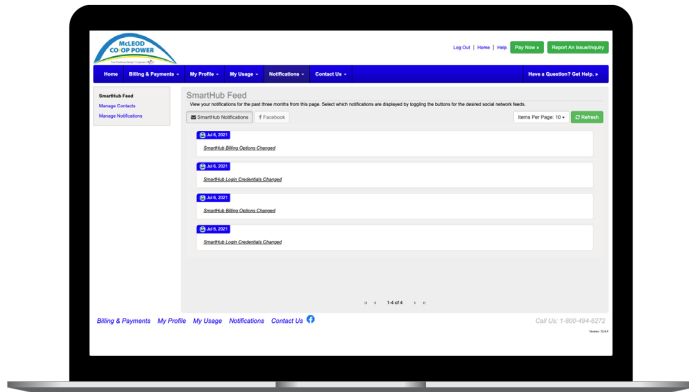 McLEOD
CO-OP POWER
Log Out | Home | Help Pay Now » Report An Issue/Inquiry
Home Billing & Payments My Profile My Usage Notifications Contact Us Have a Question? Get Help. »
SmartHub Feed
Manage Contacts
Manage Notifications
SmartHub Feed
View your notifications for the past three months from this page. Select which notifications are displayed by toggling the buttons for the desired social network feeds.
SmartHub Notifications Facebook Items Per Page: 10 Refresh
Jul 6, 2021
SmartHub Billing Options Changed
Jul 6, 2021
SmartHub Login Credentials Changed
Jul 6, 2021
SmartHub Billing Options Changed
Jul 6, 2021
SmartHub Login Credentials Changed
1-4 of 4
Billing & Payments My Profile My Usage Notifications Contact Us Call Us: 1-800-494-6272